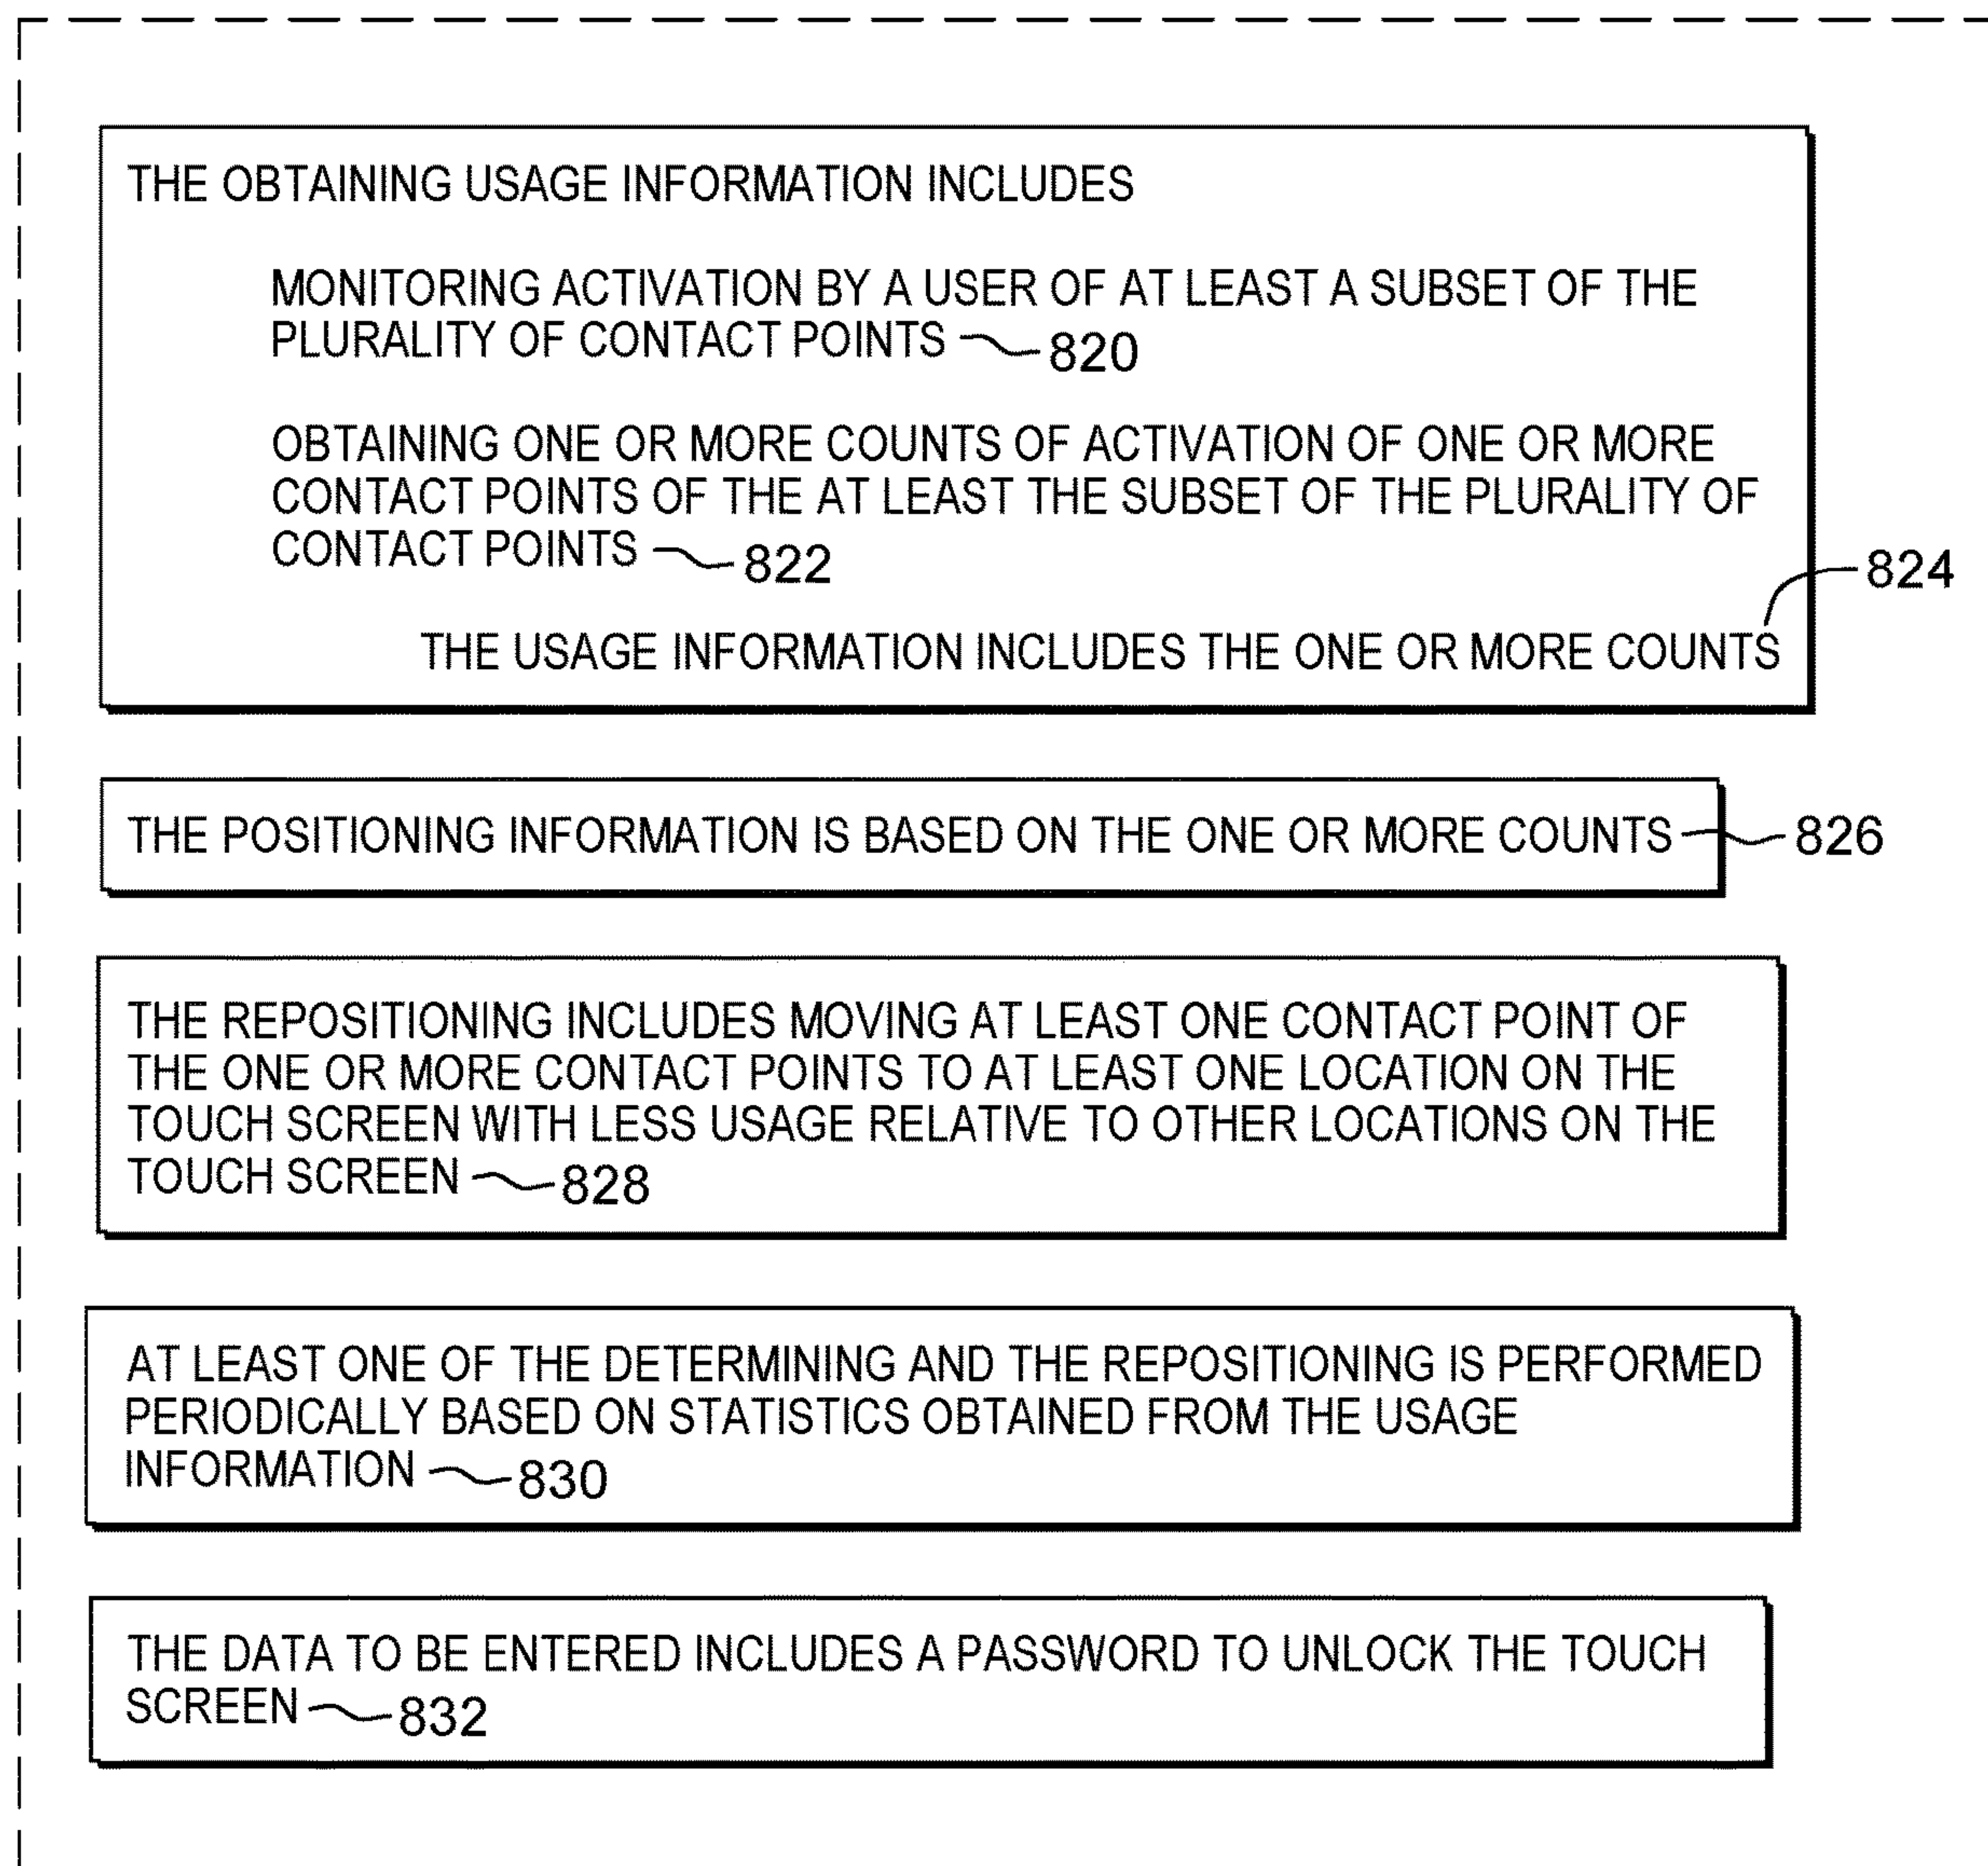 THE OBTAINING USAGE INFORMATION INCLUDES
MONITORING ACTIVATION BY A USER OF AT LEAST A SUBSET OF THE
PLURALITY OF CONTACT POINTS 820
OBTAINING ONE OR MORE COUNTS OF ACTIVATION OF ONE OR MORE
CONTACT POINTS OF THE AT LEAST THE SUBSET OF THE PLURALITY OF
CONTACT POINTS 822
824
THE USAGE INFORMATION INCLUDES THE ONE OR MORE COUNTS
THE POSITIONING INFORMATION IS BASED ON THE ONE OR MORE COUNTS 826
THE REPOSITIONING INCLUDES MOVING AT LEAST ONE CONTACT POINT OF
THE ONE OR MORE CONTACT POINTS TO AT LEAST ONE LOCATION ON THE
TOUCH SCREEN WITH LESS USAGE RELATIVE TO OTHER LOCATIONS ON THE
TOUCH SCREEN 828
AT LEAST ONE OF THE DETERMINING AND THE REPOSITIONING IS PERFORMED
PERIODICALLY BASED ON STATISTICS OBTAINED FROM THE USAGE
INFORMATION 830
THE DATA TO BE ENTERED INCLUDES A PASSWORD TO UNLOCK THE TOUCH
SCREEN 832